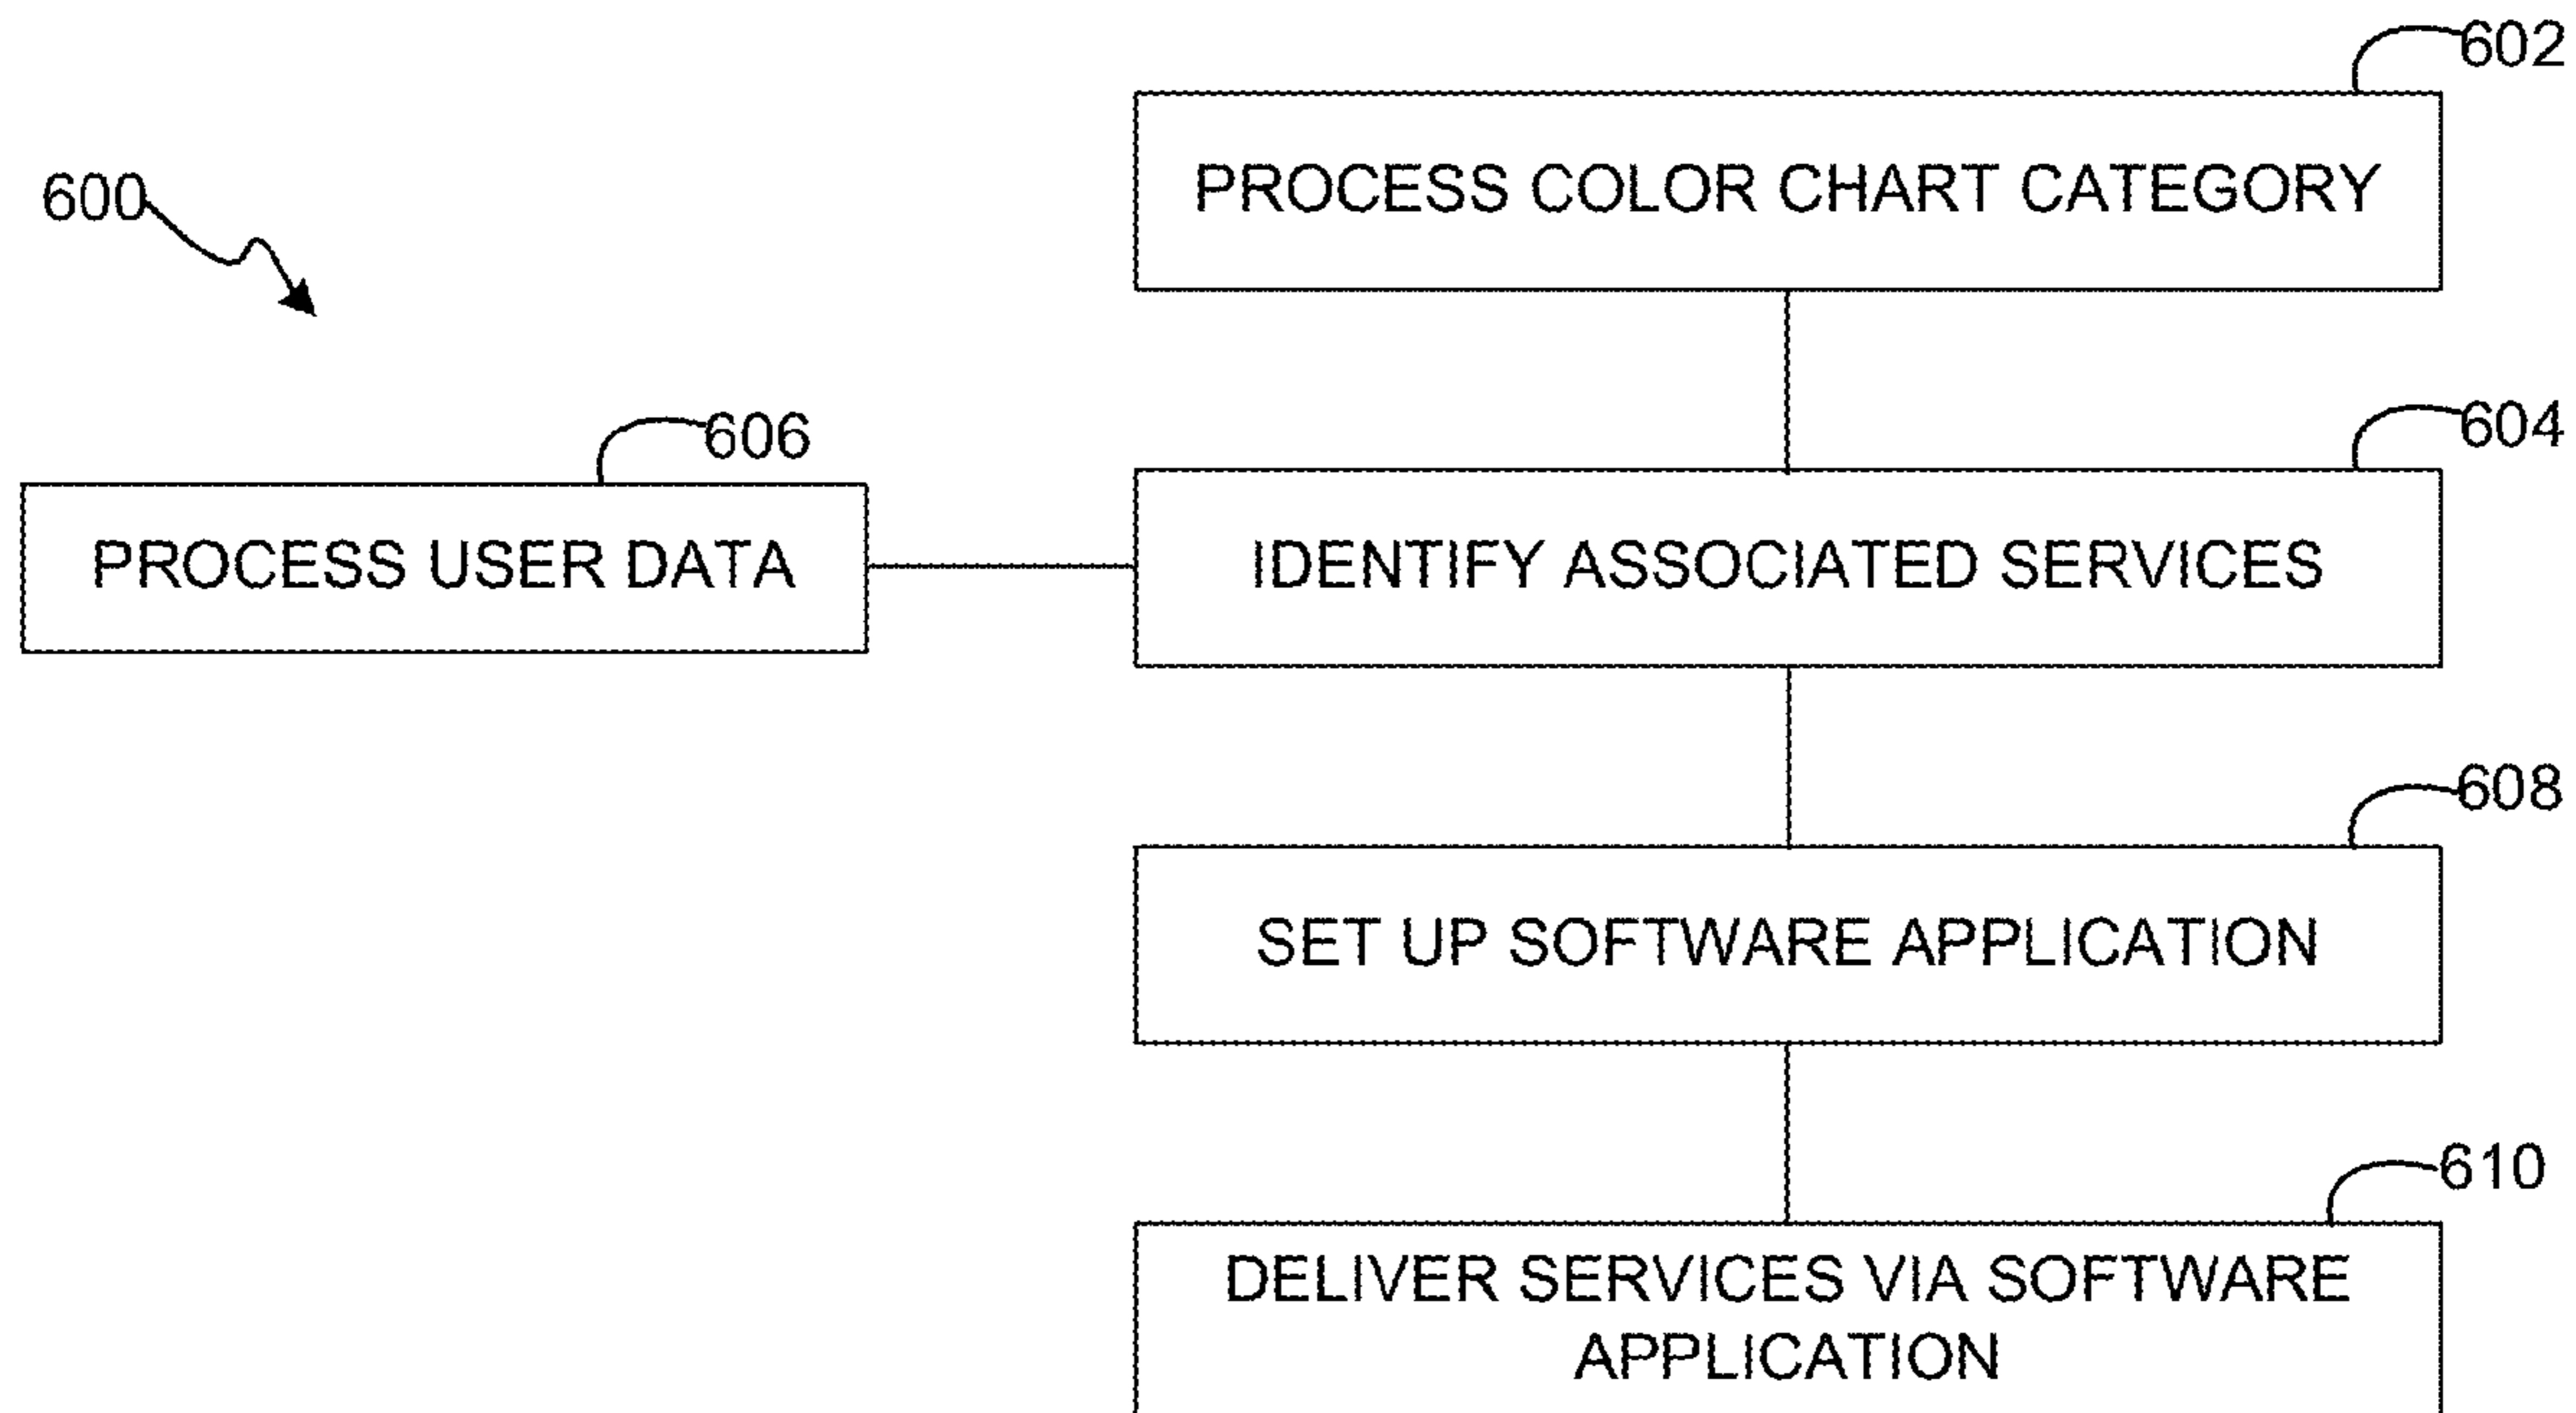 602
PROCESS COLOR CHART CATEGORY
600
604
606
PROCESS USER DATA
IDENTIFY ASSOCIATED SERVICES
608
SET UP SOFTWARE APPLICATION
610
DELIVER SERVICES VIA SOFTWARE
APPLICATION